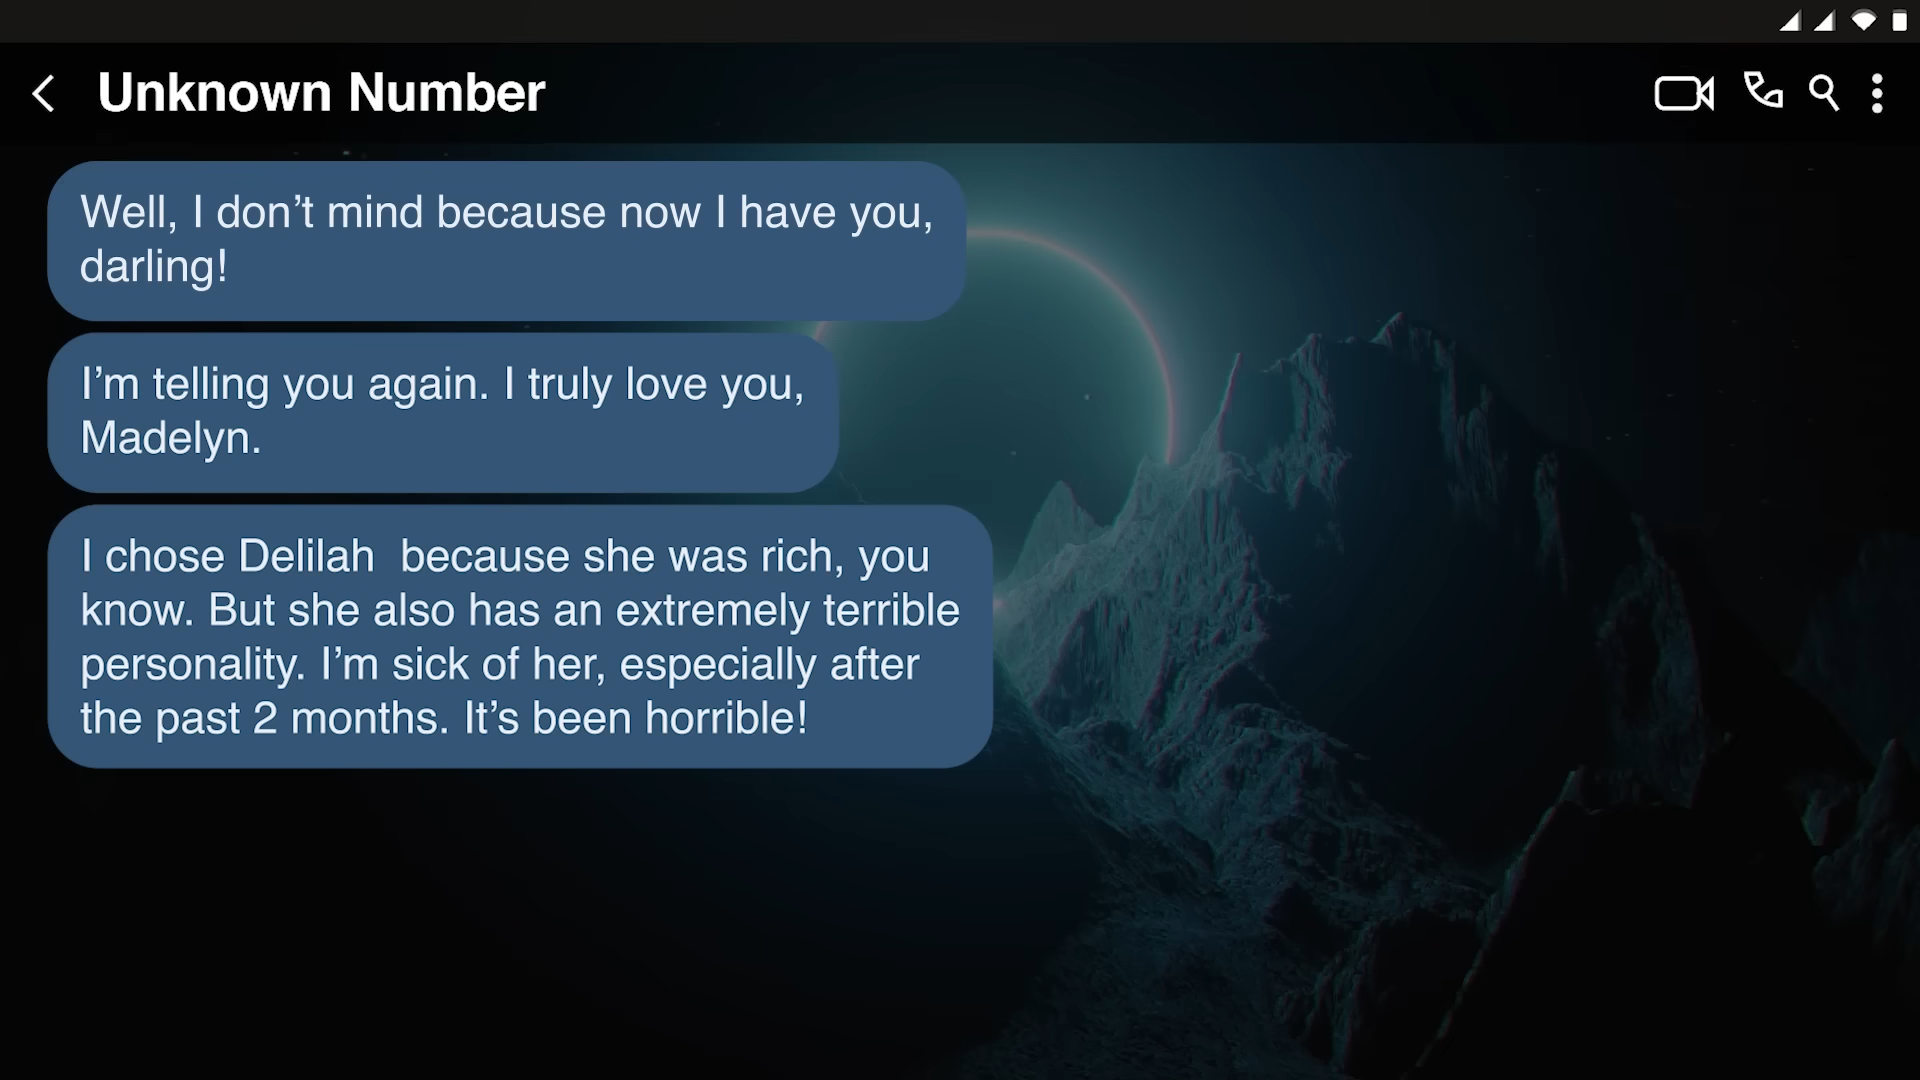 Unknown Number
Well, I don’t mind because now I have you,
darling!
I’m telling you again. I truly love you,
Madelyn.
I chose Delilah  because she was rich, you
know. But she also has an extremely terrible
personality. I’m sick of her, especially after
the past 2 months. It’s been horrible!